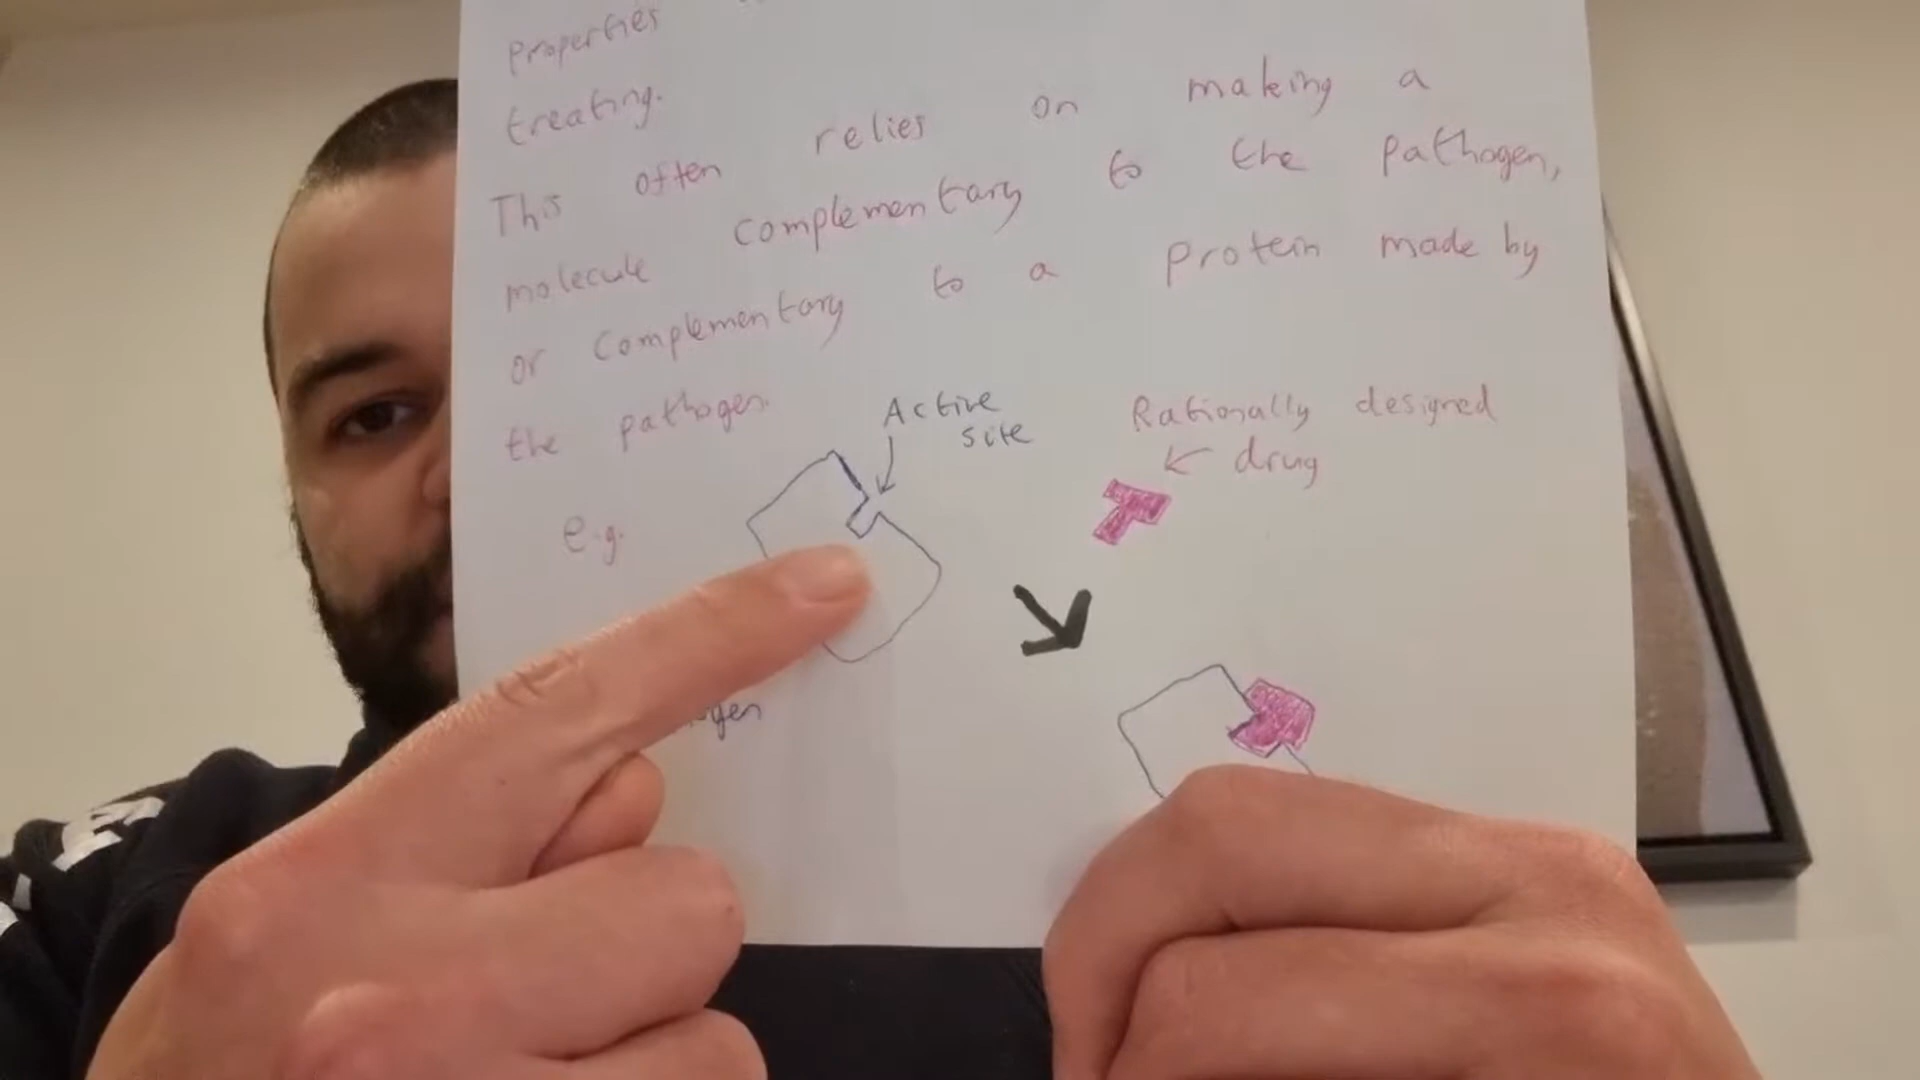 Properties
treating.
This often relies on making a
molecule complementary to the pathogen,
or complementary to a protein made by
the pathogen.
Active
site
Rationally designed
← drug
e.g.
gen